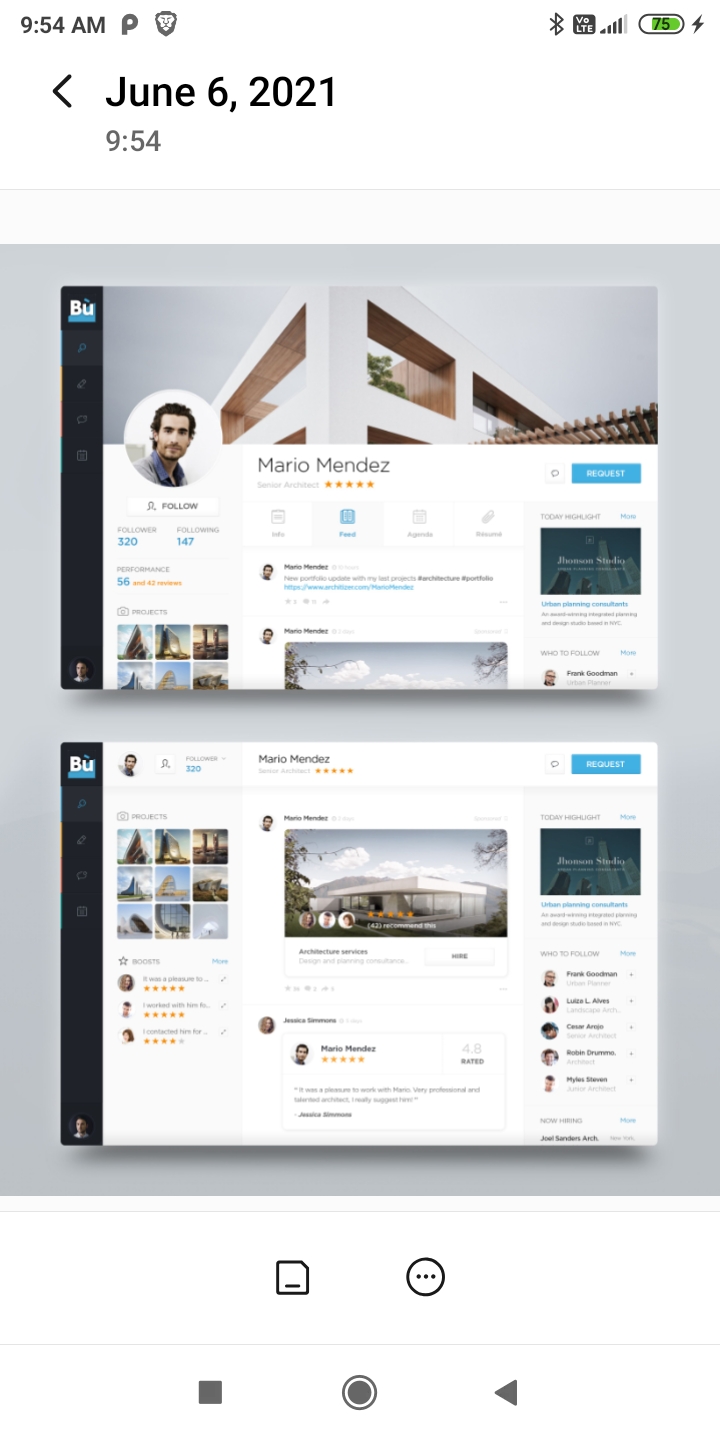 9:54 AM
Vo LTE
75
June 6, 2021
9:54
Bù
Mario Mendez
Senior Architect
REQUEST
FOLLOW
FOLLOWER FOLLOWING
320 147
PERFORMANCE
56 and 42 reviews
PROJECTS
Info Feed Agenda Résumé
Mario Mendez
New portfolio update with my last projects #architecture #portfolio
https://www.architizer.com/MarioMendez
Mario Mendez
TODAY HIGHLIGHT More
Jhonson Studio
URBAN PLANNING CONSULTANTS
Urban planning consultants
An award-winning integrated planning
and design studio based in NYC.
WHO TO FOLLOW More
Frank Goodman
Urban Planner
Bù
FOLLOWER
320
Mario Mendez
Senior Architect
REQUEST
PROJECTS
BOOSTS More
It was a pleasure to ...
I worked with him fo...
I contacted him for ...
Mario Mendez
(42) recommend this
Architecture services
Design and planning consultance..
HIRE
Jessica Simmons
Mario Mendez
4.8
RATED
" It was a pleasure to work with Mario. Very professional and
talented architect, I really suggest him! "
- Jessica Simmons
TODAY HIGHLIGHT More
Jhonson Studio
URBAN PLANNING CONSULTANTS
Urban planning consultants
An award-winning integrated planning
and design studio based in NYC.
WHO TO FOLLOW More
Frank Goodman
Urban Planner
Luiza L. Alves
Landscape Arch.
Cesar Arojo
Senior Architect
Robin Drummo.
Architect
Myles Steven
Junior Architect
NOW HIRING More
Joel Sanders Arch. New York